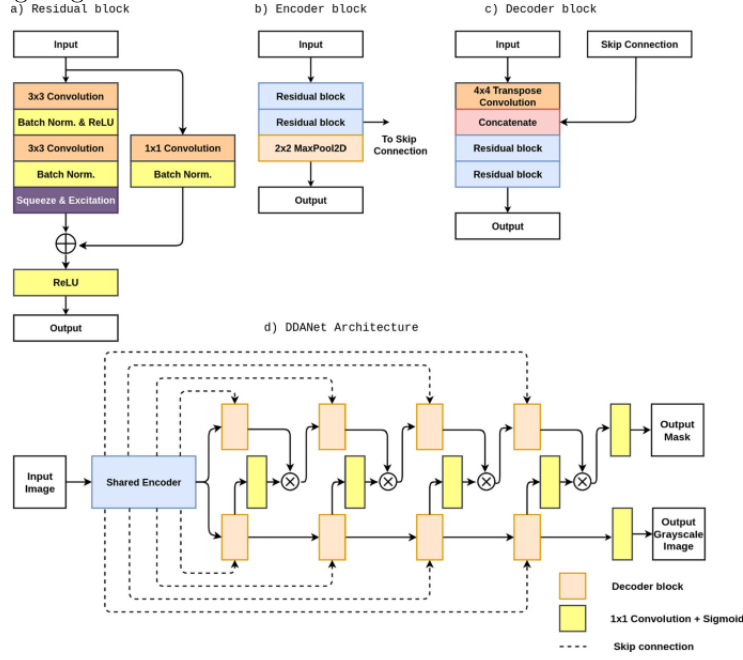 a) Residual block
Input
3x3 Convolution
Batch Norm. & ReLU
3x3 Convolution
Batch Norm.
Squeeze & Excitation
1x1 Convolution
Batch Norm.
ReLU
Output
b) Encoder block
Input
Residual block
Residual block
2x2 MaxPool2D
To Skip
Connection
Output
c) Decoder block
Input
Skip Connection
4x4 Transpose
Convolution
Concatenate
Residual block
Residual block
Output
d) DDANet Architecture
Input
Image
Shared Encoder
Output
Mask
Output
Grayscale
Image
Decoder block
1x1 Convolution + Sigmoid
Skip connection